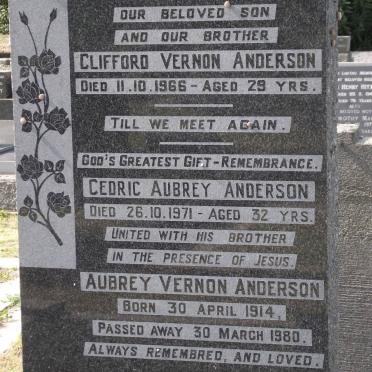 OUR BELOVED SON
AND OUR BROTHER
CLIFFORD VERNON ANDERSON
DIED 11.10.1966 - AGED 29 YRS.
TILL WE MEET AGAIN.
GOD'S GREATEST GIFT - REMEMBRANCE.
CEDRIC AUBREY ANDERSON
DIED 26.10.1971 - AGED 32 YRS.
UNITED WITH HIS BROTHER
IN THE PRESENCE OF JESUS.
AUBREY VERNON ANDERSON
BORN 30 APRIL 1914.
PASSED AWAY 30 MARCH 1980.
ALWAYS REMEMBRED, AND LOVED.